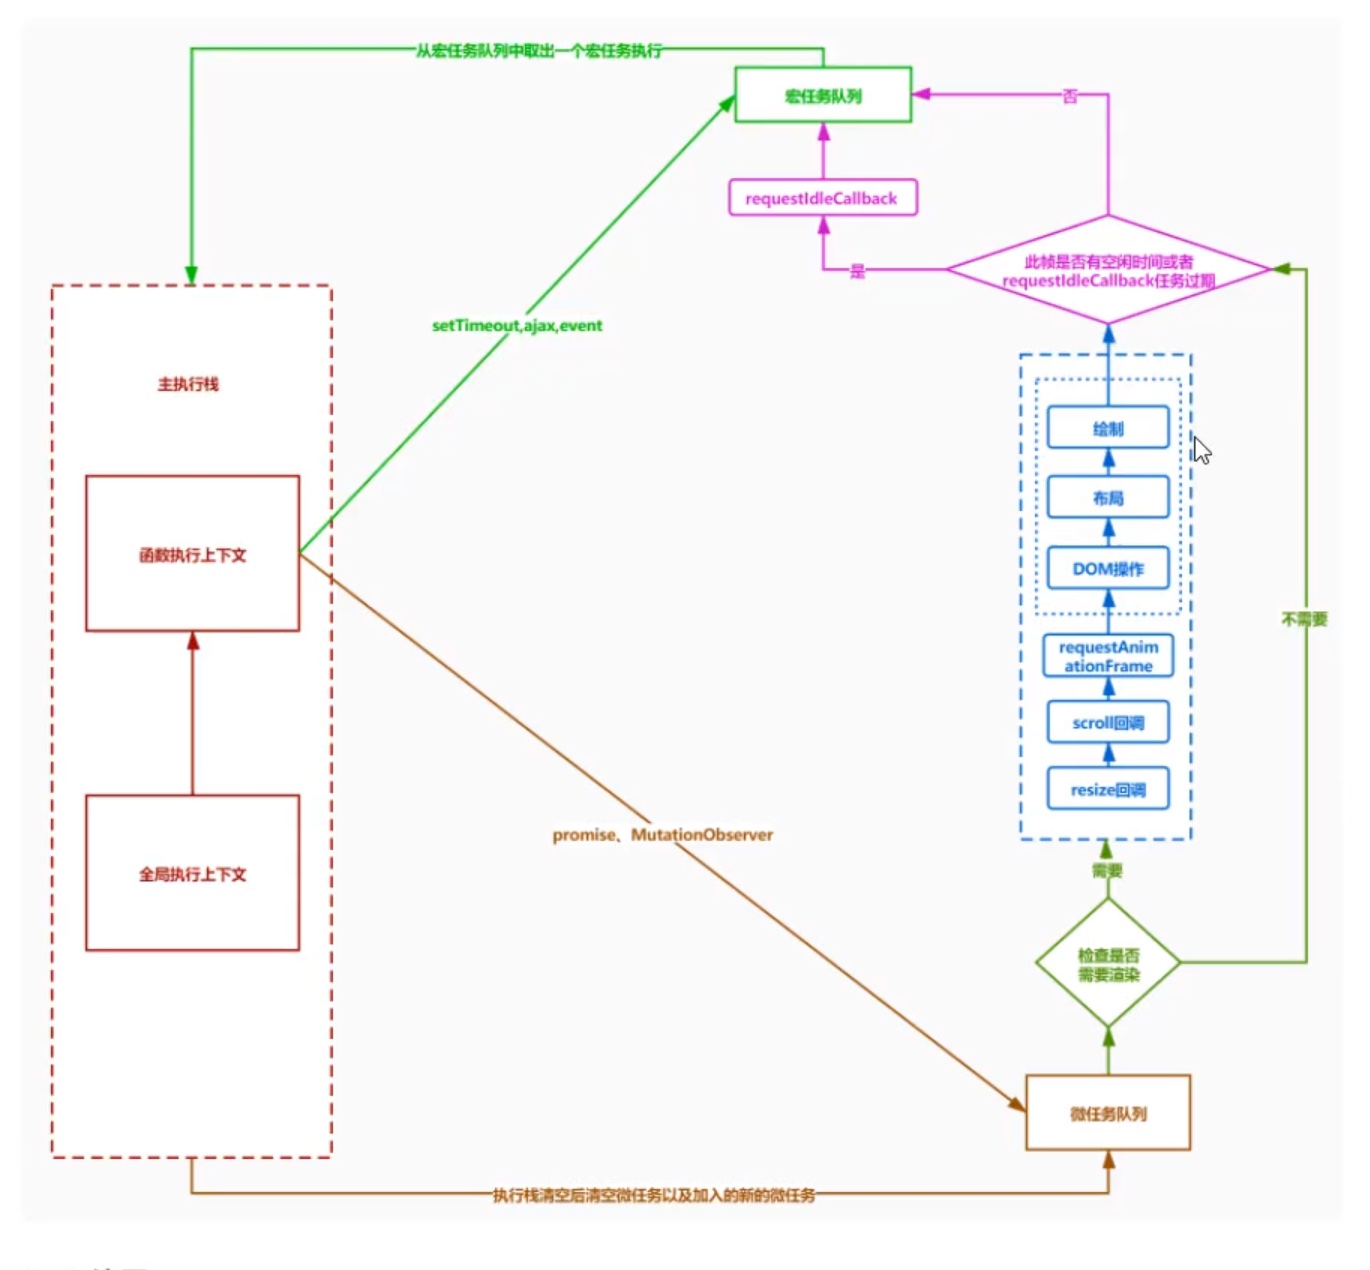 从宏任务队列中取出一个宏任务执行
宏任务队列
否
requestIdleCallback
此帧是否有空闲时间或者
requestIdleCallback任务过期
是
setTimeout,ajax,event
主执行栈
绘制
布局
函数执行上下文
DOM操作
不需要
requestAnim
ationFrame
scroll回调
resize回调
promise、MutationObserver
全局执行上下文
需要
检查是否
需要渲染
微任务队列
执行栈清空后清空微任务以及加入的新的微任务